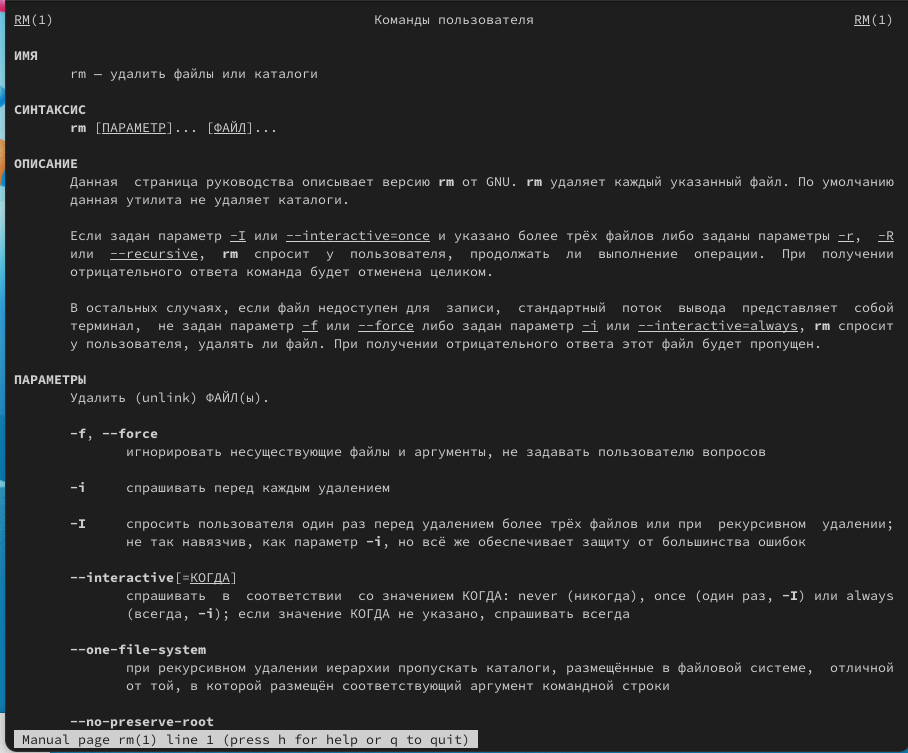 RM(1) Команды пользователя RM(1)
ИМЯ
rm — удалить файлы или каталоги
СИНТАКСИС
rm [ПАРАМЕТР]... [ФАЙЛ]...
ОПИСАНИЕ
Данная страница руководства описывает версию rm от GNU. rm удаляет каждый указанный файл. По умолчанию
данная утилита не удаляет каталоги.
Если задан параметр -I или --interactive=once и указано более трёх файлов либо заданы параметры -r, -R
или --recursive, rm спросит у пользователя, продолжать ли выполнение операции. При получении
отрицательного ответа команда будет отменена целиком.
В остальных случаях, если файл недоступен для записи, стандартный поток вывода представляет собой
терминал, не задан параметр -f или --force либо задан параметр -i или --interactive=always, rm спросит
у пользователя, удалять ли файл. При получении отрицательного ответа этот файл будет пропущен.
ПАРАМЕТРЫ
Удалить (unlink) ФАЙЛ(ы).
-f, --force
игнорировать несуществующие файлы и аргументы, не задавать пользователю вопросов
-i спрашивать перед каждым удалением
-I спросить пользователя один раз перед удалением более трёх файлов или при рекурсивном удалении;
не так навязчив, как параметр -i, но всё же обеспечивает защиту от большинства ошибок
--interactive[=КОГДА]
спрашивать в соответствии со значением КОГДА: never (никогда), once (один раз, -I) или always
(всегда, -i); если значение КОГДА не указано, спрашивать всегда
--one-file-system
при рекурсивном удалении иерархии пропускать каталоги, размещённые в файловой системе, отличной
от той, в которой размещён соответствующий аргумент командной строки
--no-preserve-root
Manual page rm(1) line 1 (press h for help or q to quit)